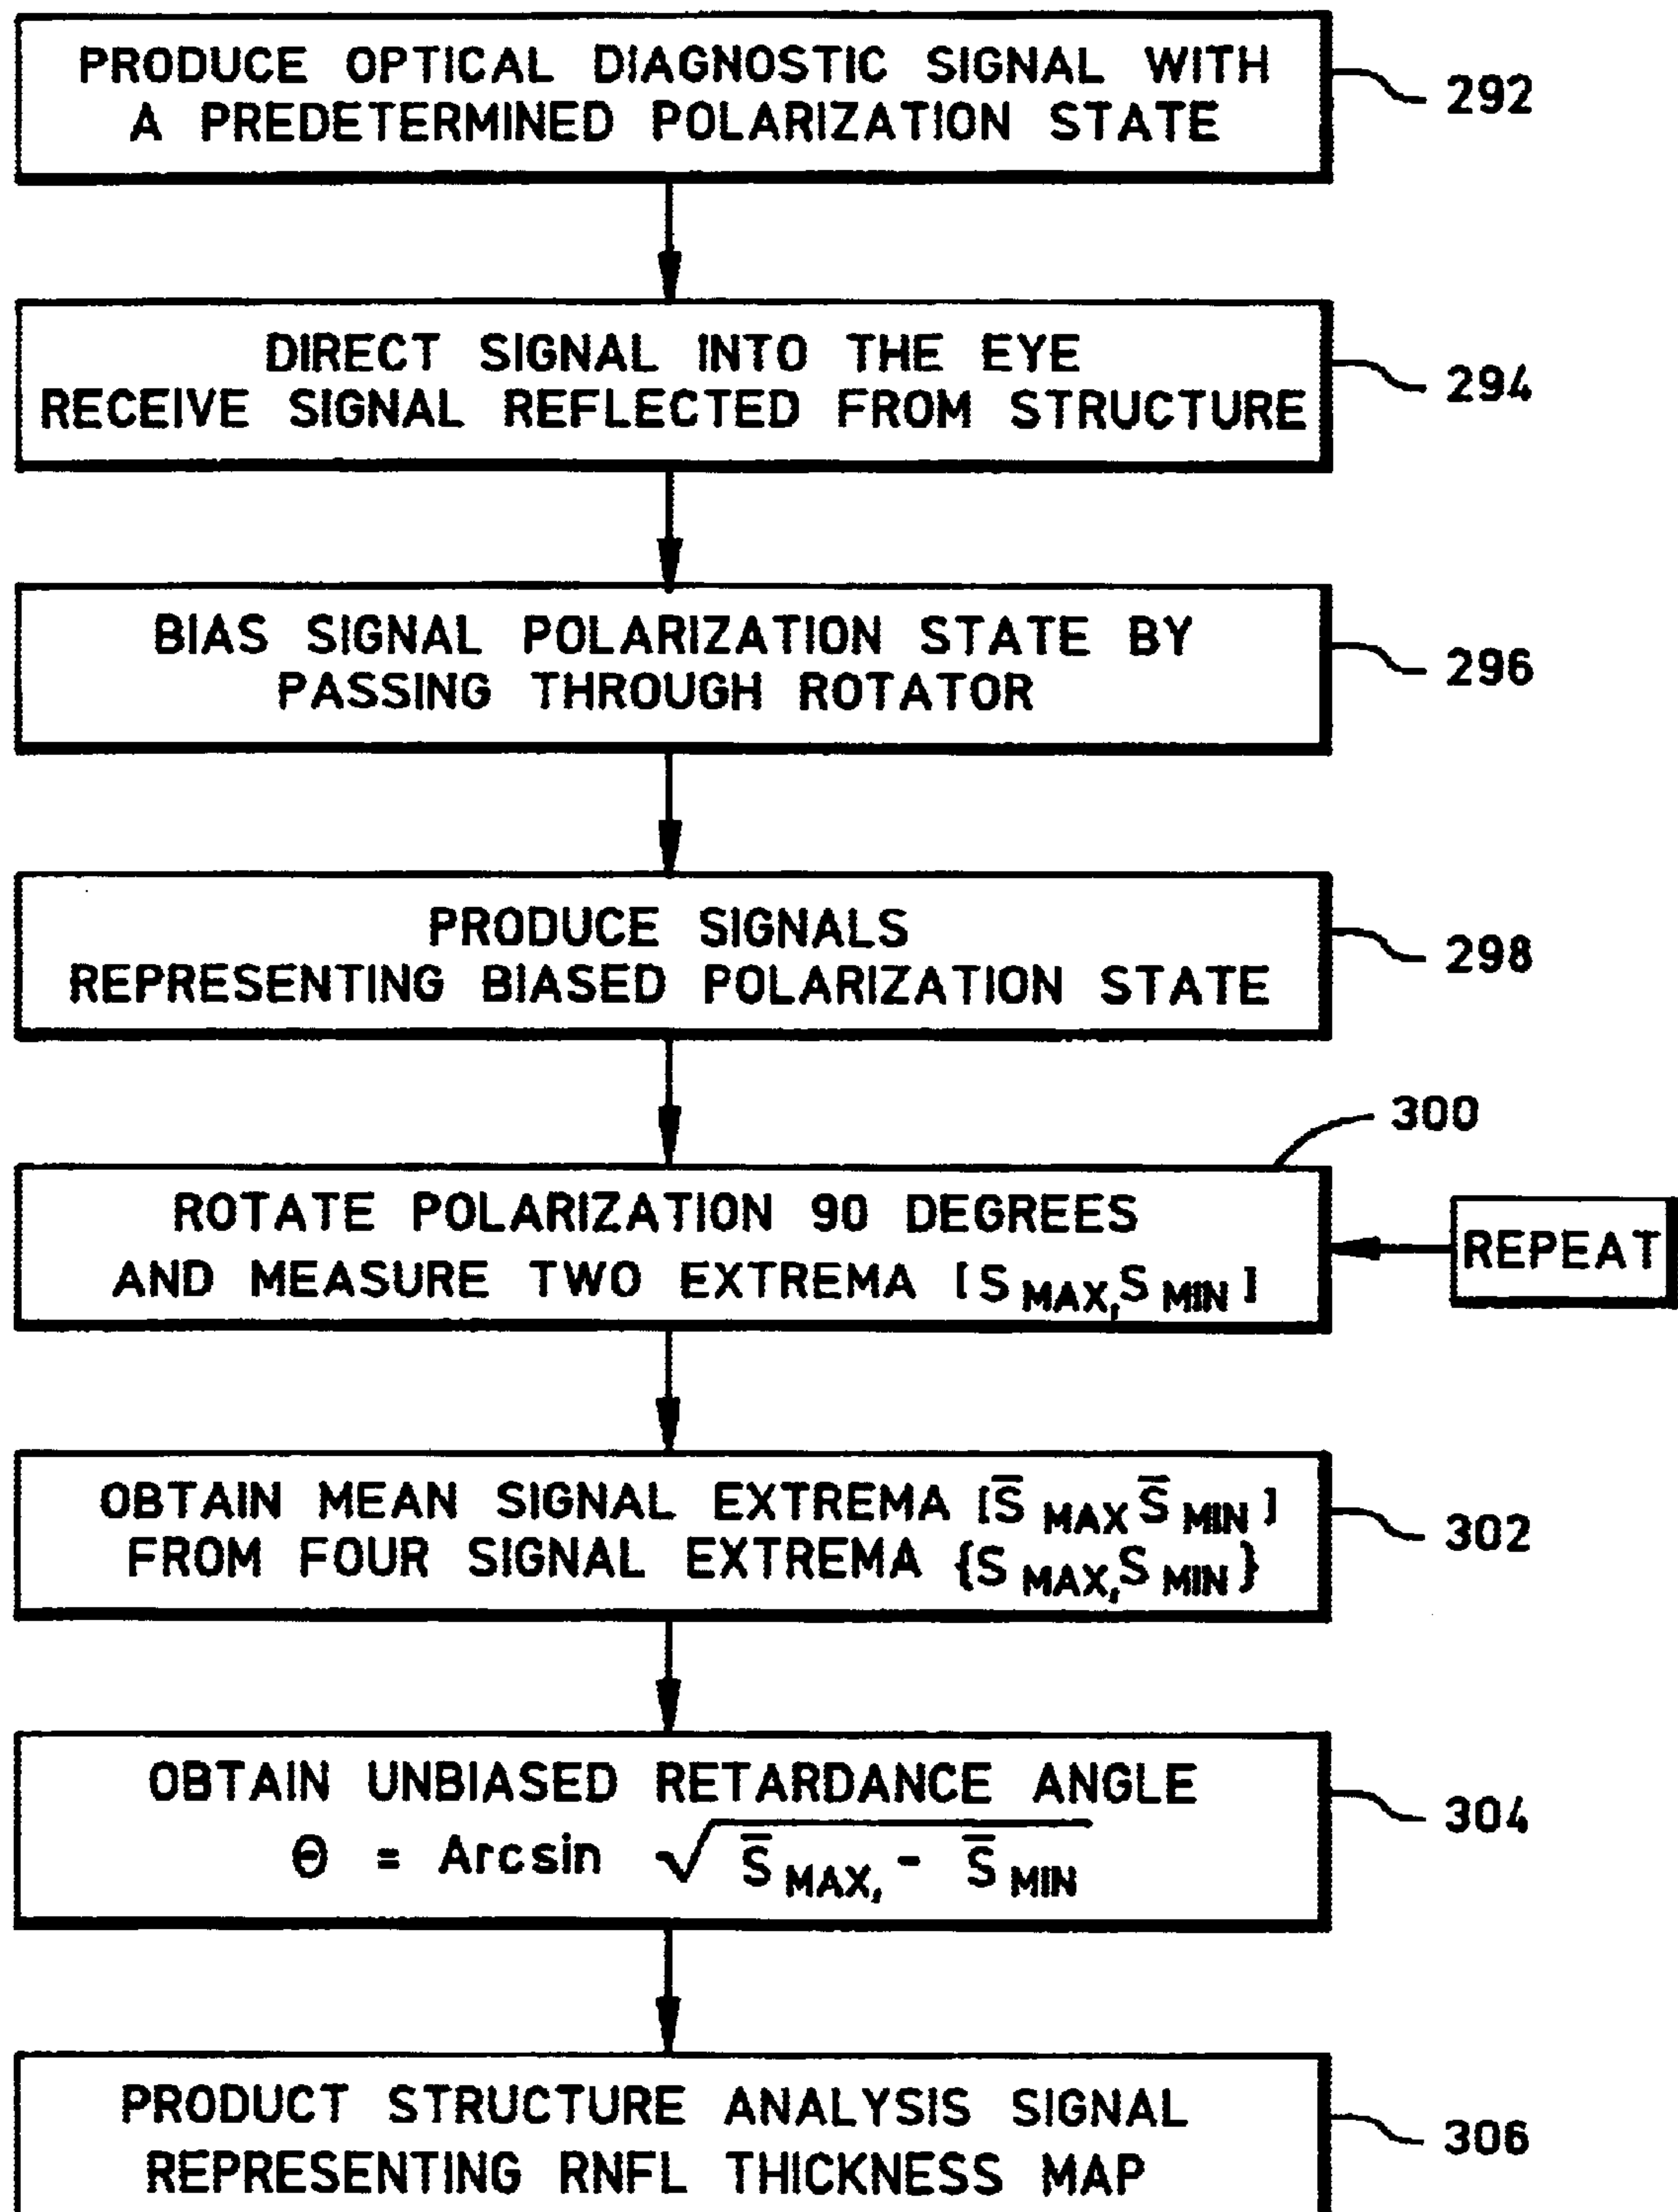 PRODUCE OPTICAL DIAGNOSTIC SIGNAL WITH
A PREDETERMINED POLARIZATION STATE
292
DIRECT SIGNAL INTO THE EYE
RECEIVE SIGNAL REFLECTED FROM STRUCTURE
294
BIAS SIGNAL POLARIZATION STATE BY
PASSING THROUGH ROTATOR
296
PRODUCE SIGNALS
REPRESENTING BIASED POLARIZATION STATE
298
300
ROTATE POLARIZATION 90 DEGREES
AND MEASURE TWO EXTREMA [S MAX, S MIN]
REPEAT
OBTAIN MEAN SIGNAL EXTREMA [S̅ MAX S̅ MIN]
FROM FOUR SIGNAL EXTREMA {S MAX, S MIN}
302
OBTAIN UNBIASED RETARDANCE ANGLE
Θ = Arcsin √ S̅ MAX, - S̅ MIN
304
PRODUCT STRUCTURE ANALYSIS SIGNAL
REPRESENTING RNFL THICKNESS MAP
306